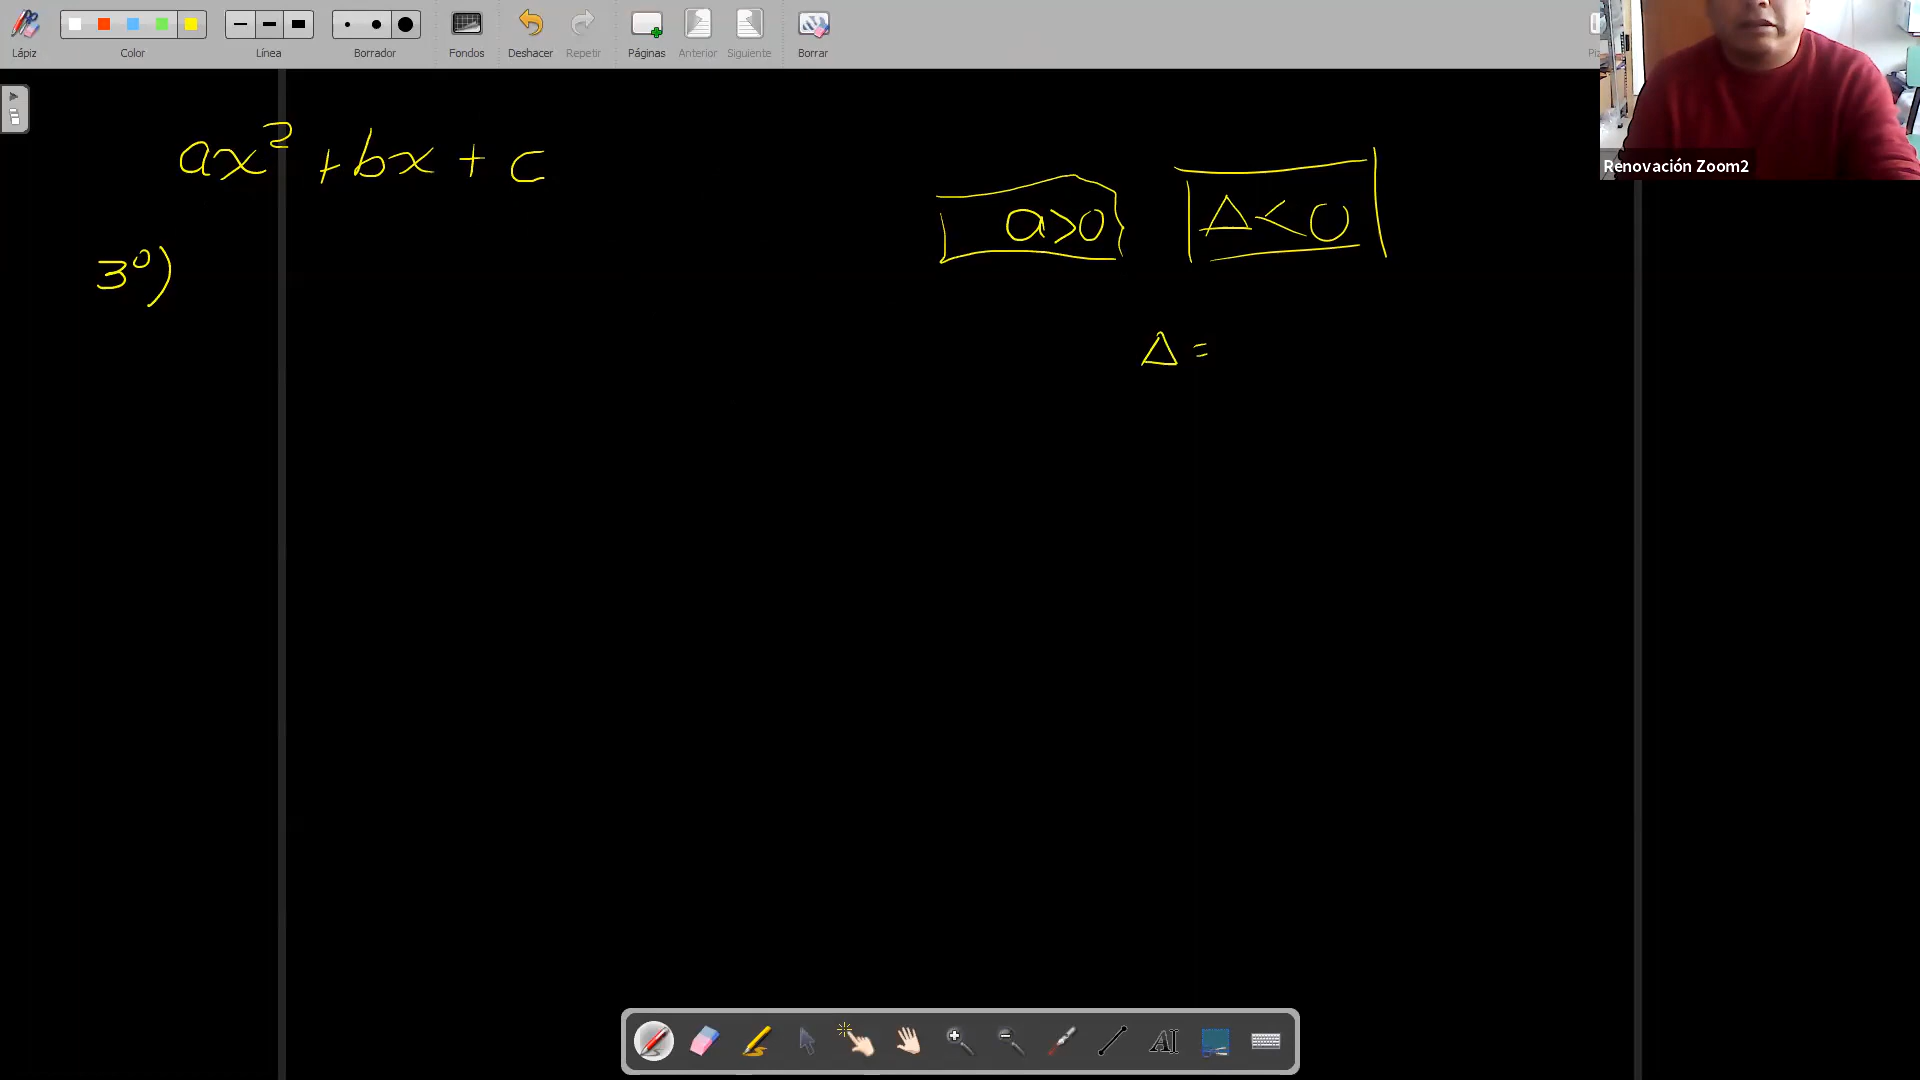 Lápiz Color Línea Borrador Fondos Deshacer Repetir Páginas Anterior Siguiente Borrar
Renovación Zoom2
ax² + bx + c
a>0 Δ<0
3º)
Δ =